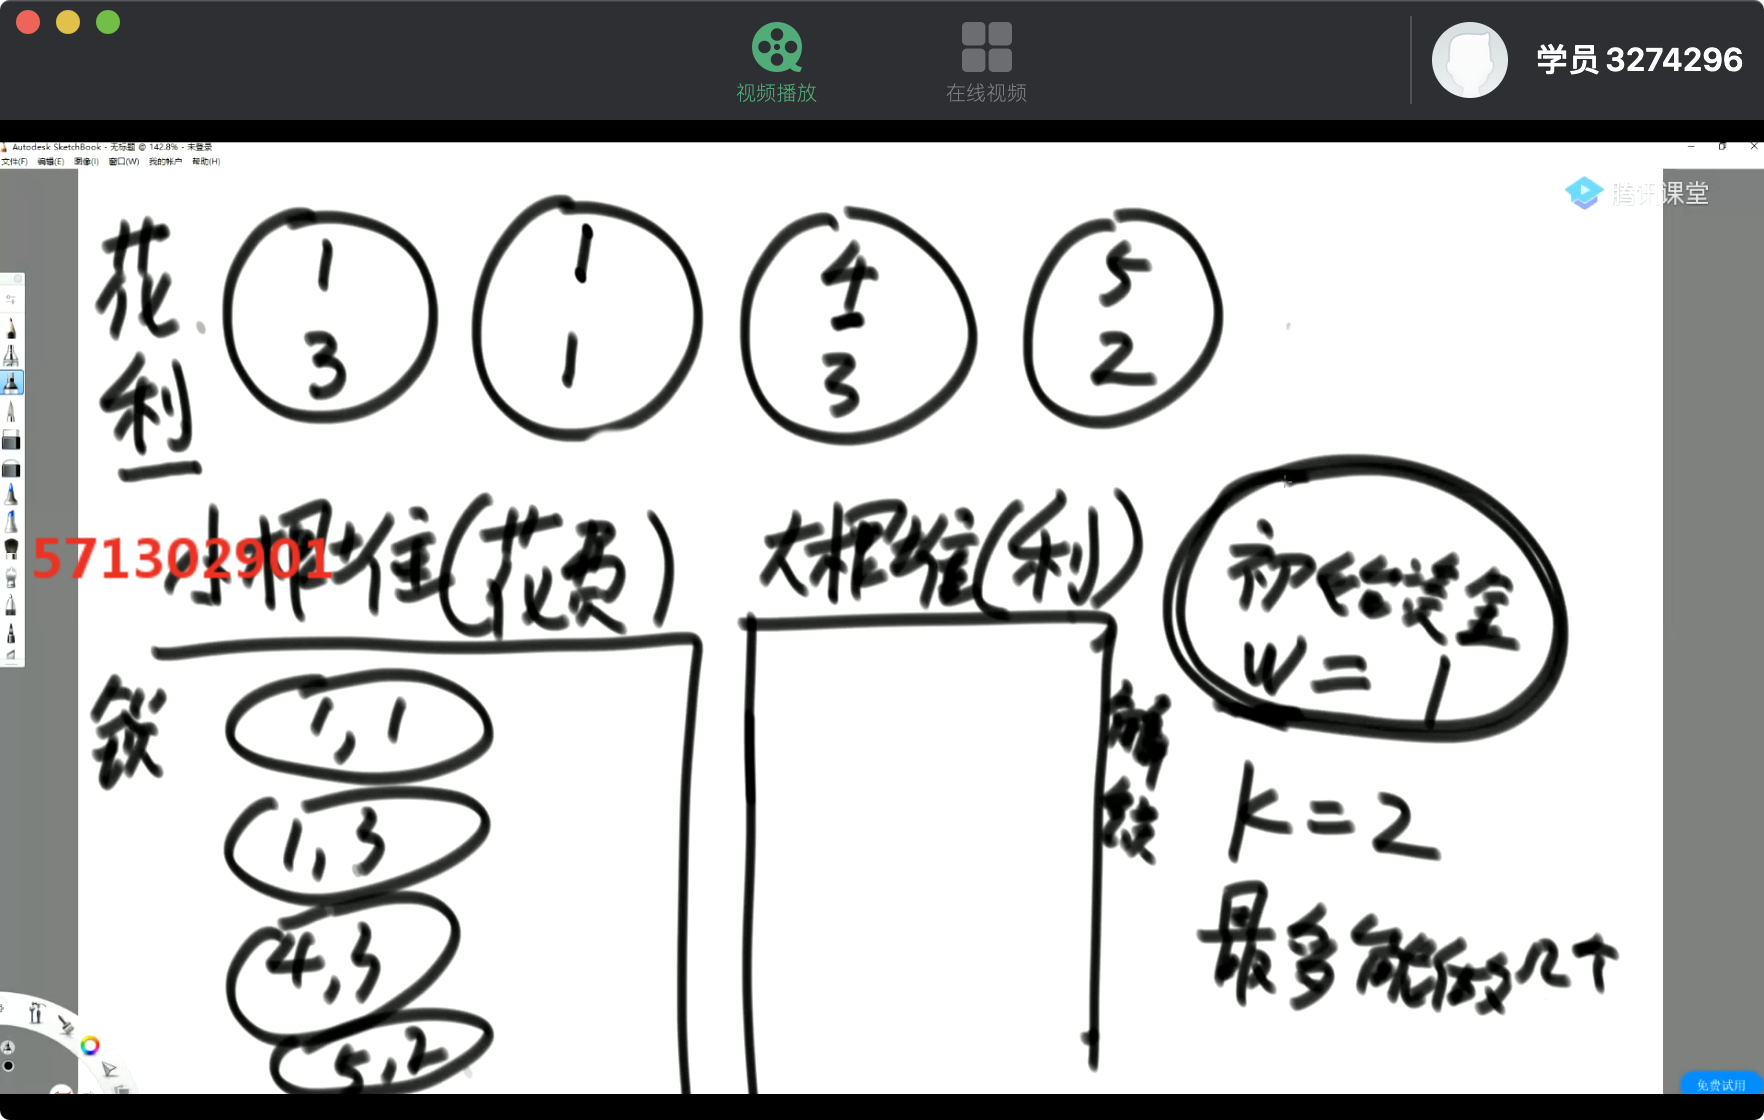 视频播放
在线视频
学员 3274296
Autodesk SketchBook - 无标题 @ 142.8% - 未登录
文件(F) 编辑(E) 图像(I) 窗口(W) 我的帐户 帮助(H)
腾讯课堂
花 1 1 4 5
利 3 1 3 2
571302901
小根堆(花费) 大根堆(利)
初始资金
W = 1
锁
解
锁
1, 1
1, 3
4, 3
5, 2
K = 2
最多能做几个
免费试用